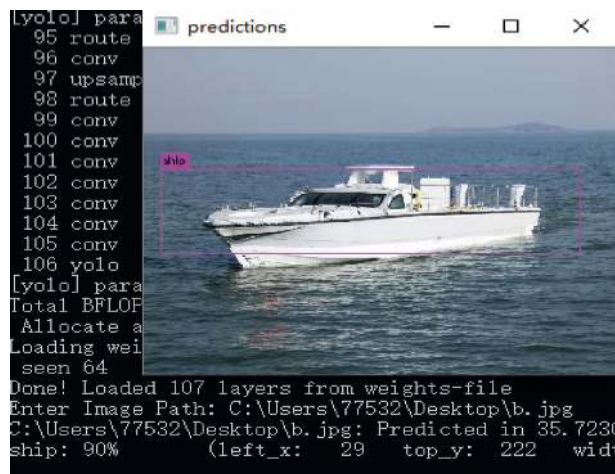 [yolo] para
predictions
95 route
96 conv
97 upsamp
98 route
99 conv
100 conv
101 conv
102 conv
103 conv
104 conv
105 conv
106 yolo
ship
[yolo] para
Total BFLOP
Allocate a
Loading wei
seen 64
Done! Loaded 107 layers from weights-file
Enter Image Path: C:\Users\77532\Desktop\b.jpg
C:\Users\77532\Desktop\b.jpg: Predicted in 35.7230
ship: 90% (left_x: 29 top_y: 222 widt